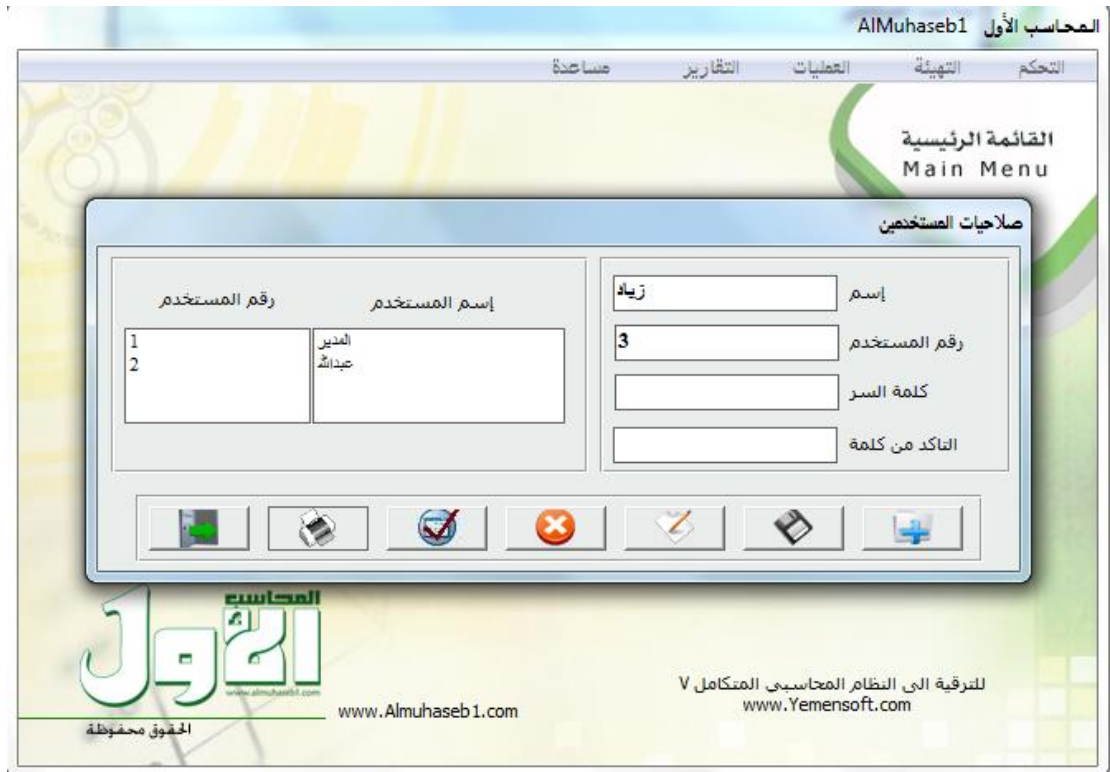 المحاسب الأول AlMuhaseb1
التحكم التهيئة العمليات التقارير مساعدة
القائمة الرئيسية
Main Menu
صلاحيات المستخدمين
إسم زياد
رقم المستخدم 3
كلمة السر
التاكد من كلمة
إسم المستخدم رقم المستخدم
المدير 1
عبدالله 2
المحاسب
الأول
www.almuhaseb1.com
الحقوق محفوظة
www.Almuhaseb1.com
للترقية الى النظام المحاسبي المتكامل ٧
www.Yemensoft.com